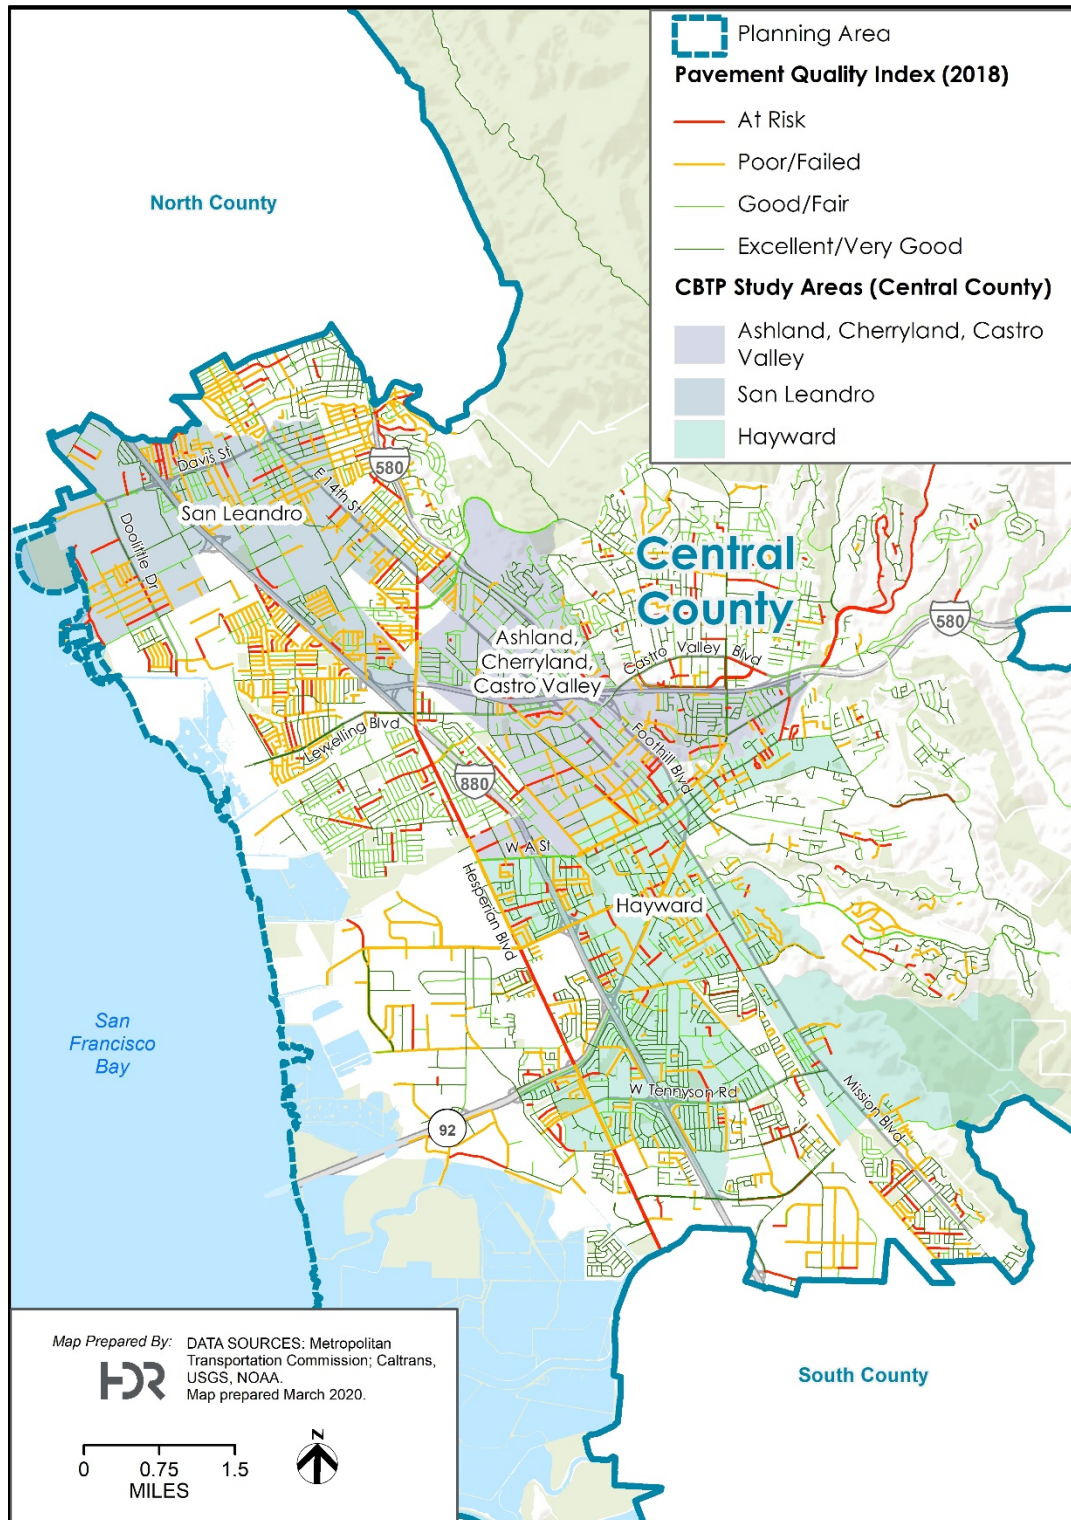 Planning Area
Pavement Quality Index (2018)
At Risk
Poor/Failed
Good/Fair
Excellent/Very Good
CBTP Study Areas (Central County)
Ashland, Cherryland, Castro
Valley
San Leandro
Hayward
North County
580
Davis St
E 14th St
San Leandro
Doolittle Dr
Central
County
580
Ashland,
Cherryland,
Castro Valley
Castro Valley Blvd
Lewelling Blvd
Foothill Blvd
880
W A St
Hesperian Blvd
Hayward
San
Francisco
Bay
W Tennyson Rd
Mission Blvd
92
South County
Map Prepared By:
HDR
DATA SOURCES: Metropolitan
Transportation Commission; Caltrans,
USGS, NOAA.
Map prepared March 2020.
N
0 0.75 1.5
MILES